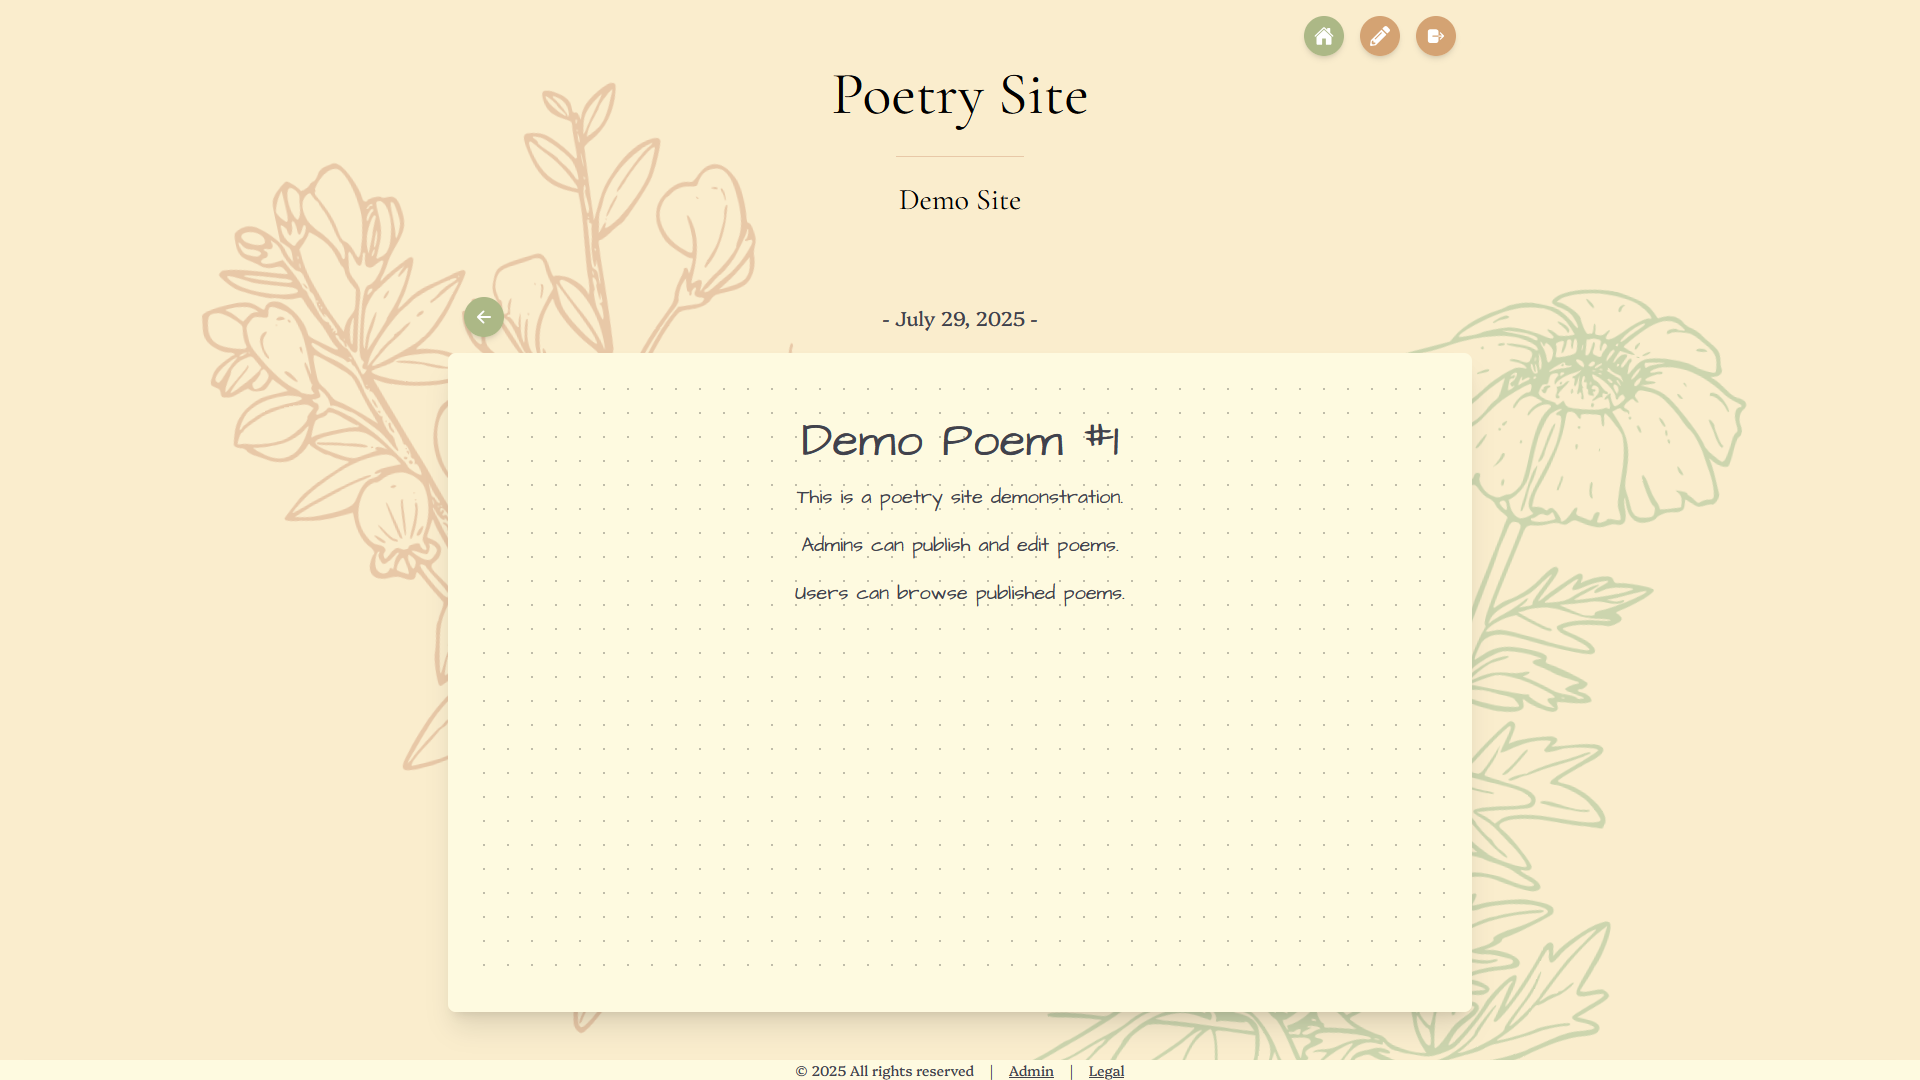 Poetry Site
Demo Site
- July 29, 2025 -
Demo Poem #1
This is a poetry site demonstration.
Admins can publish and edit poems.
Users can browse published poems.
© 2025 All rights reserved | Admin | Legal